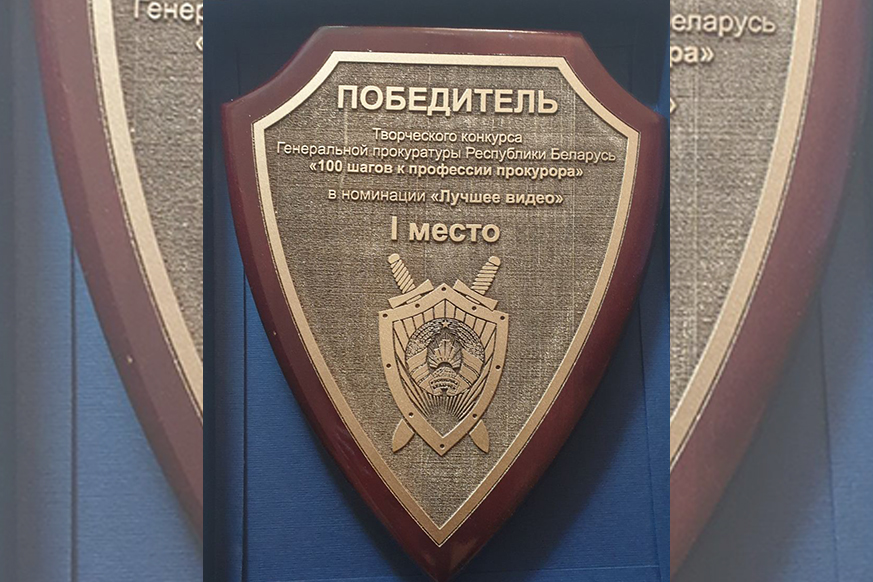 ПОБЕДИТЕЛЬ
Творческого конкурса
Генеральной прокуратуры Республики Беларусь
«100 шагов к профессии прокурора»
в номинации «Лучшее видео»
I место